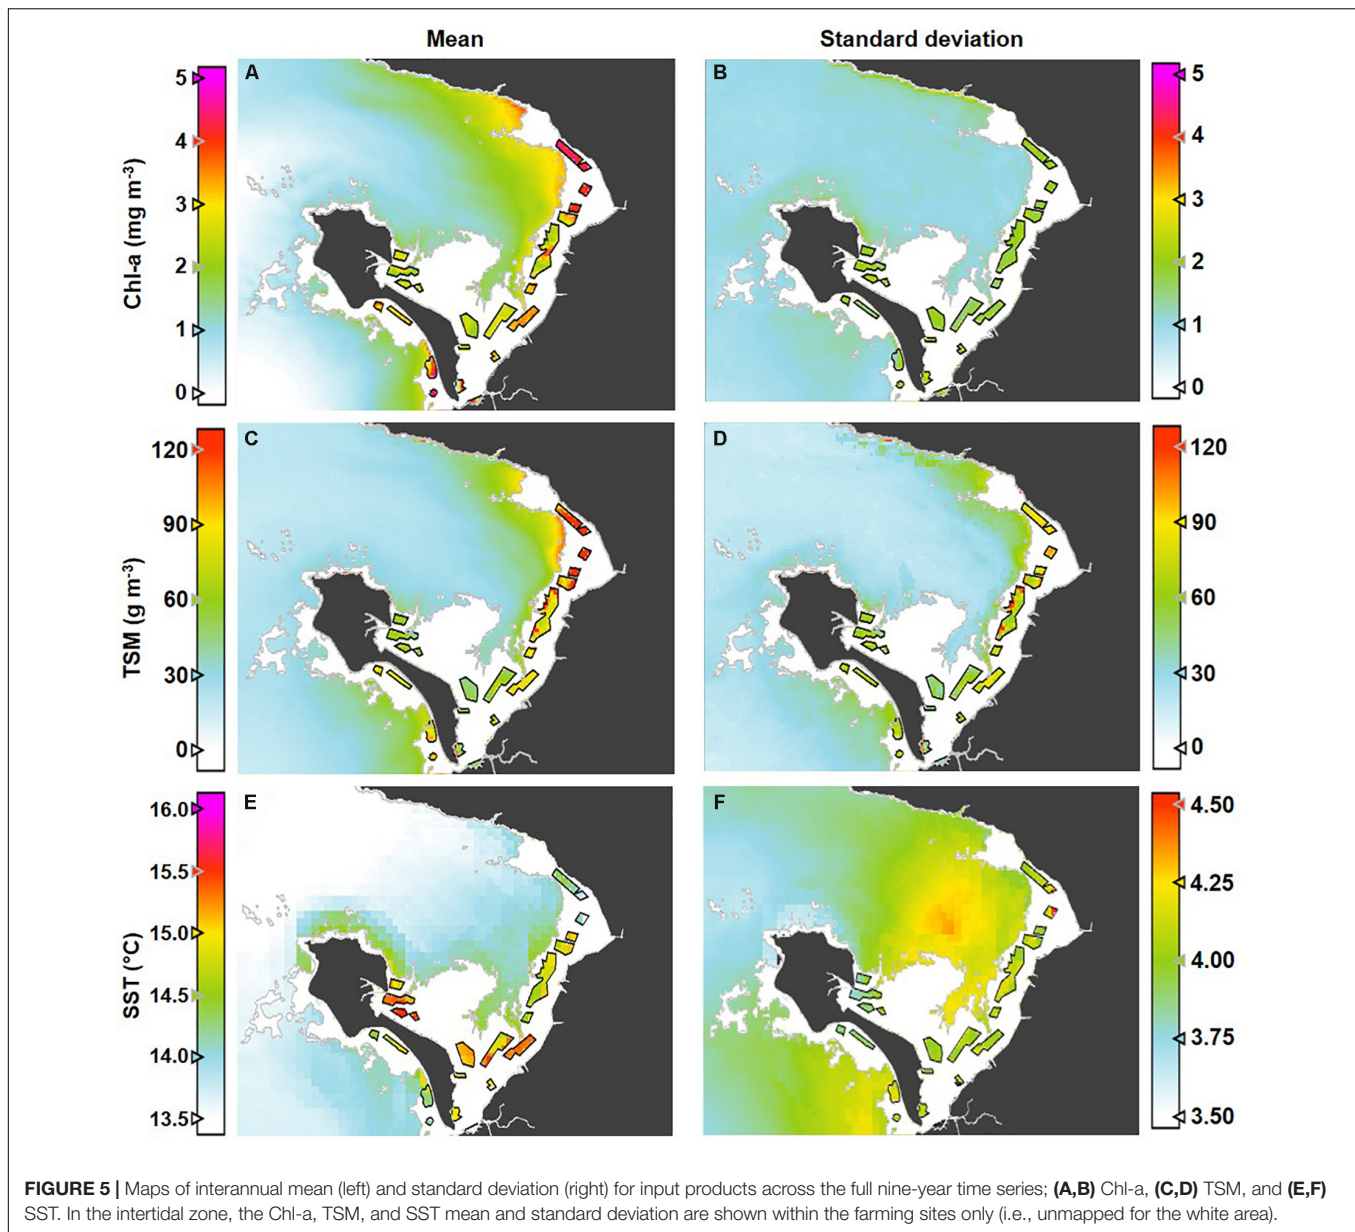 Mean
Standard deviation
A
B
Chl-a (mg m-3)
5
4
3
2
1
0
5
4
3
2
1
0
C
D
TSM (g m-3)
120
90
60
30
0
120
90
60
30
0
E
F
SST (°C)
16.0
15.5
15.0
14.5
14.0
13.5
4.50
4.25
4.00
3.75
3.50
FIGURE 5 | Maps of interannual mean (left) and standard deviation (right) for input products across the full nine-year time series; (A,B) Chl-a, (C,D) TSM, and (E,F)
SST. In the intertidal zone, the Chl-a, TSM, and SST mean and standard deviation are shown within the farming sites only (i.e., unmapped for the white area).